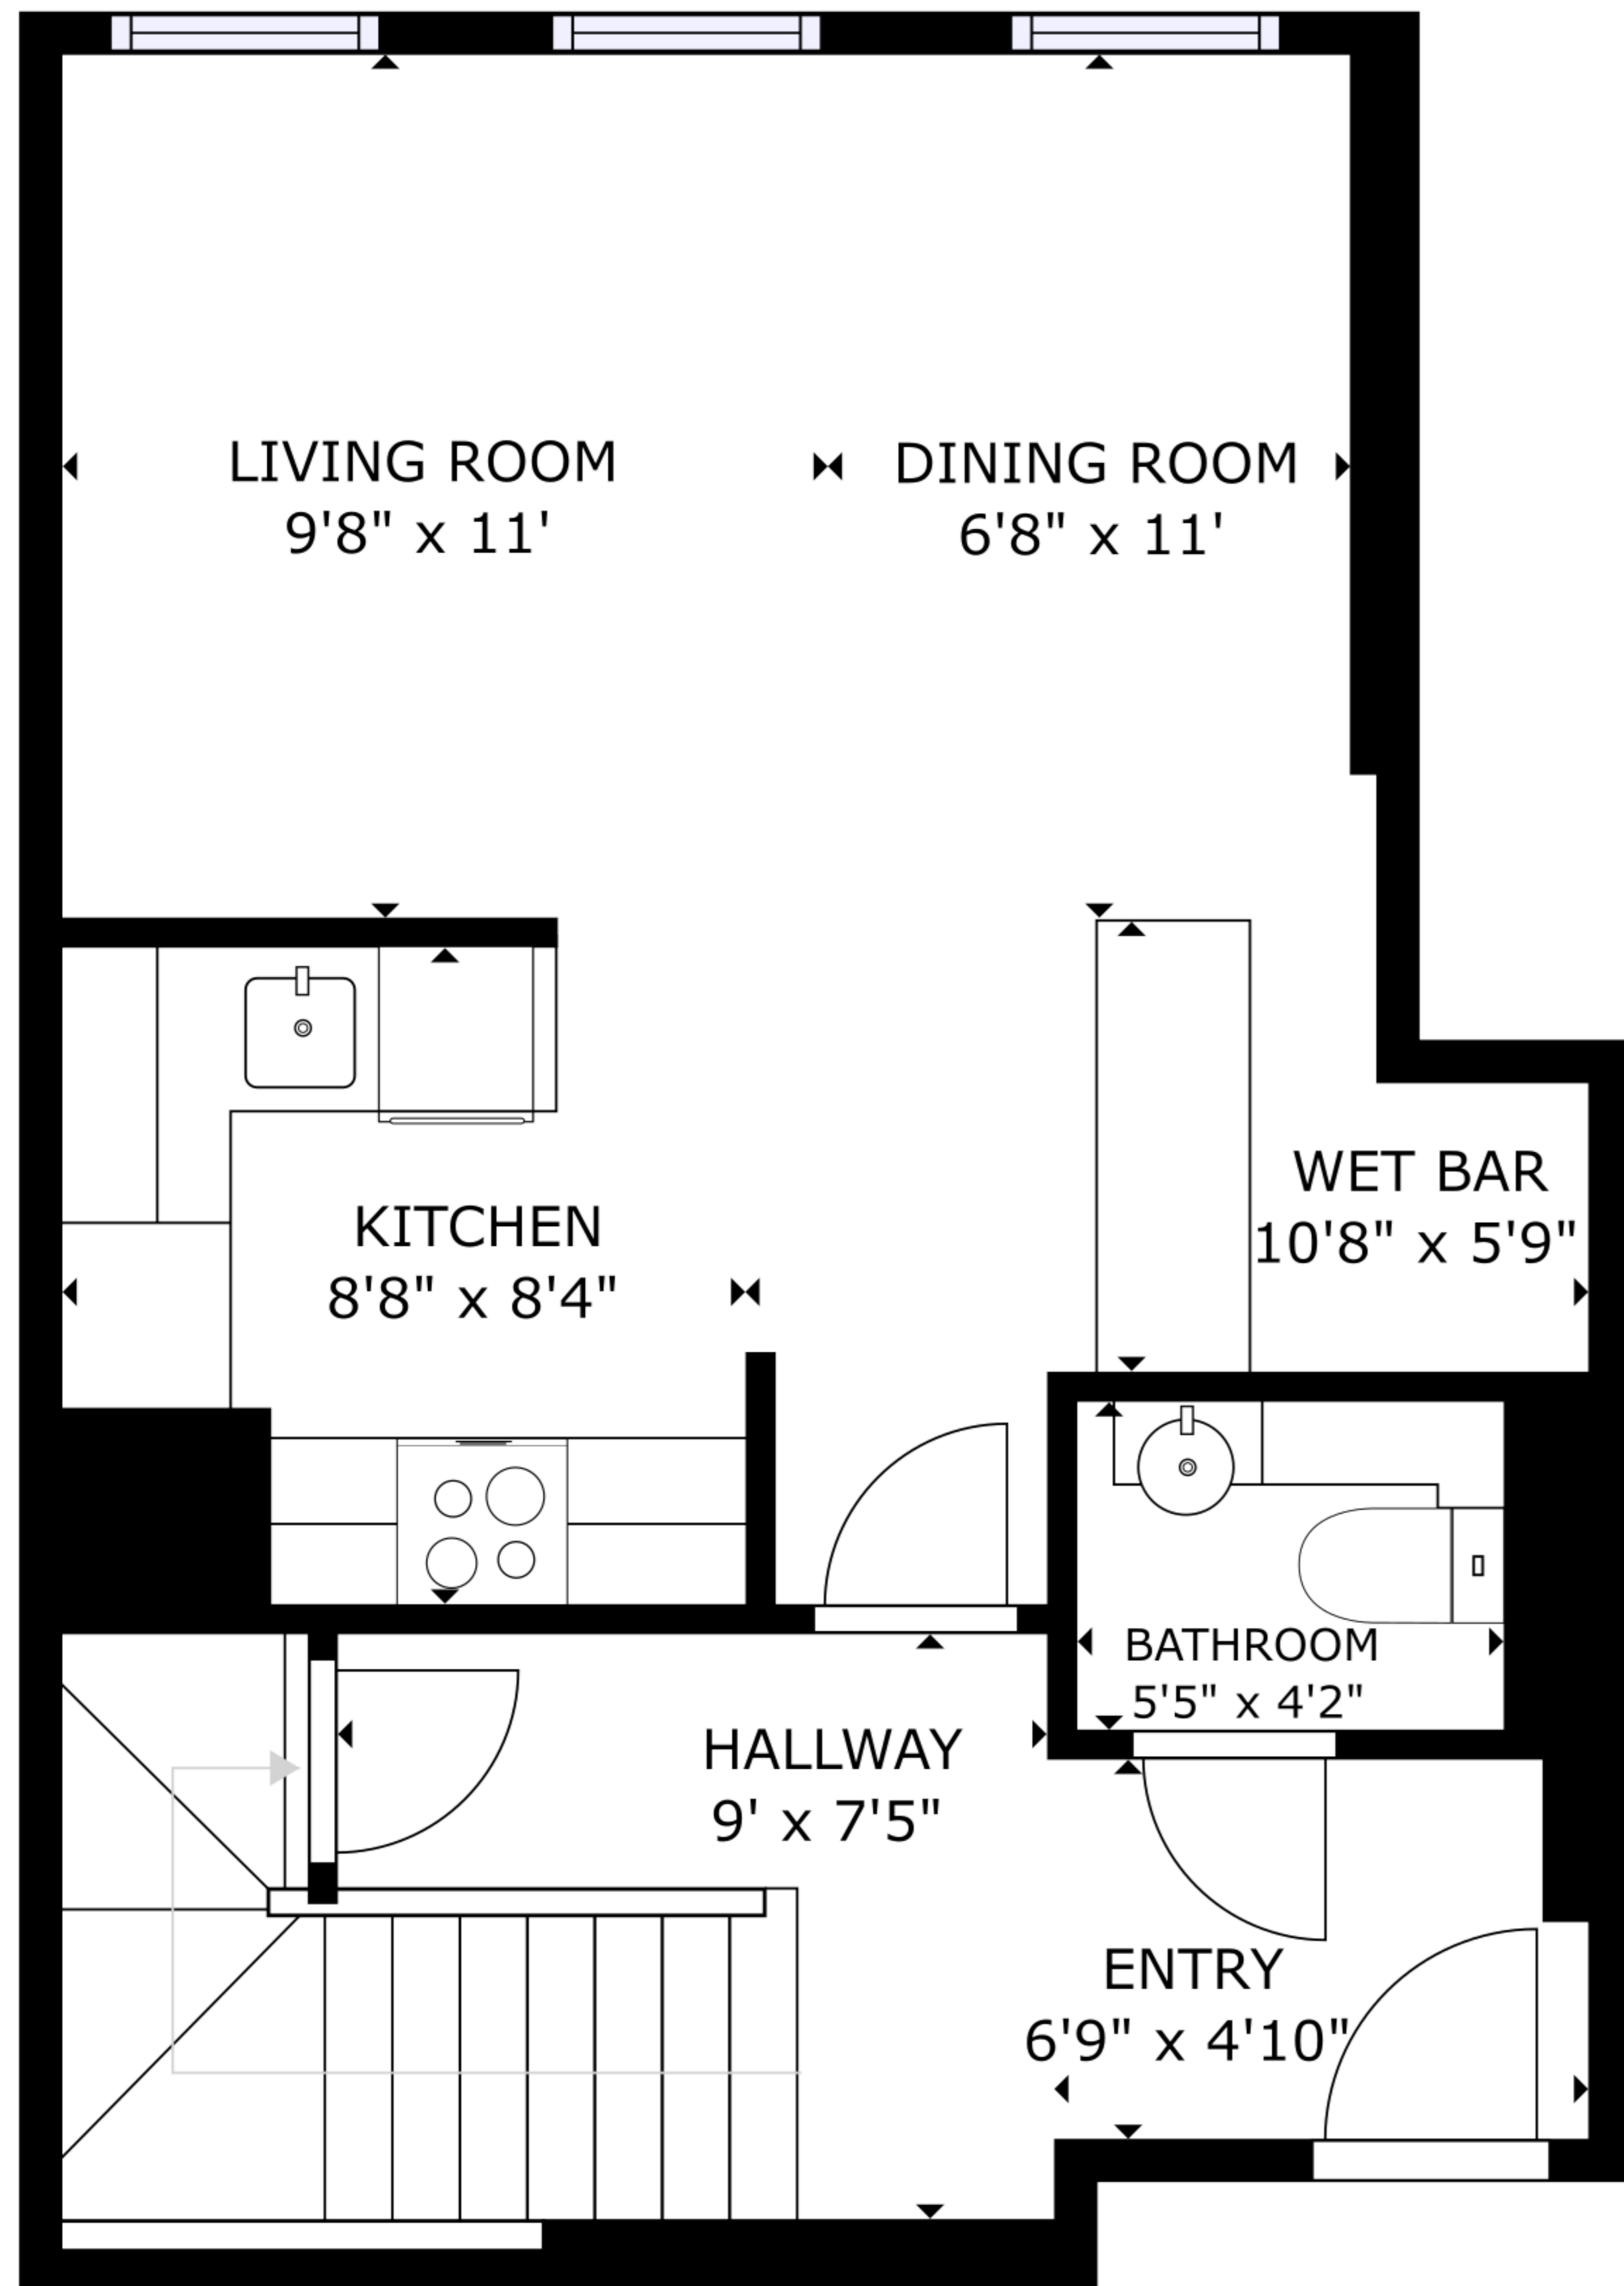 LIVING ROOM
9'8" x 11'
DINING ROOM
6'8" x 11'
WET BAR
10'8" x 5'9"
KITCHEN
8'8" x 8'4"
BATHROOM
5'5" x 4'2"
HALLWAY
9' x 7'5"
ENTRY
6'9" x 4'10"